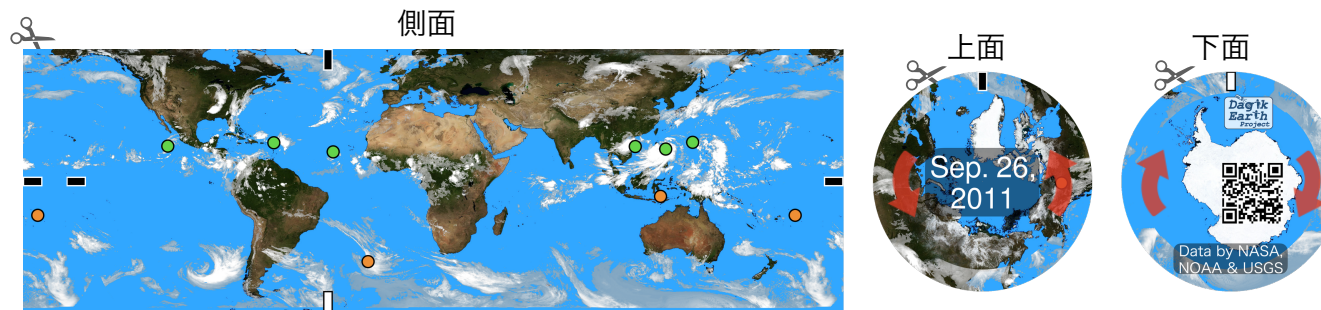 側面
上面
下面
Sep. 26,
2011
Dagik
Earth
Project
Data by NASA,
NOAA & USGS